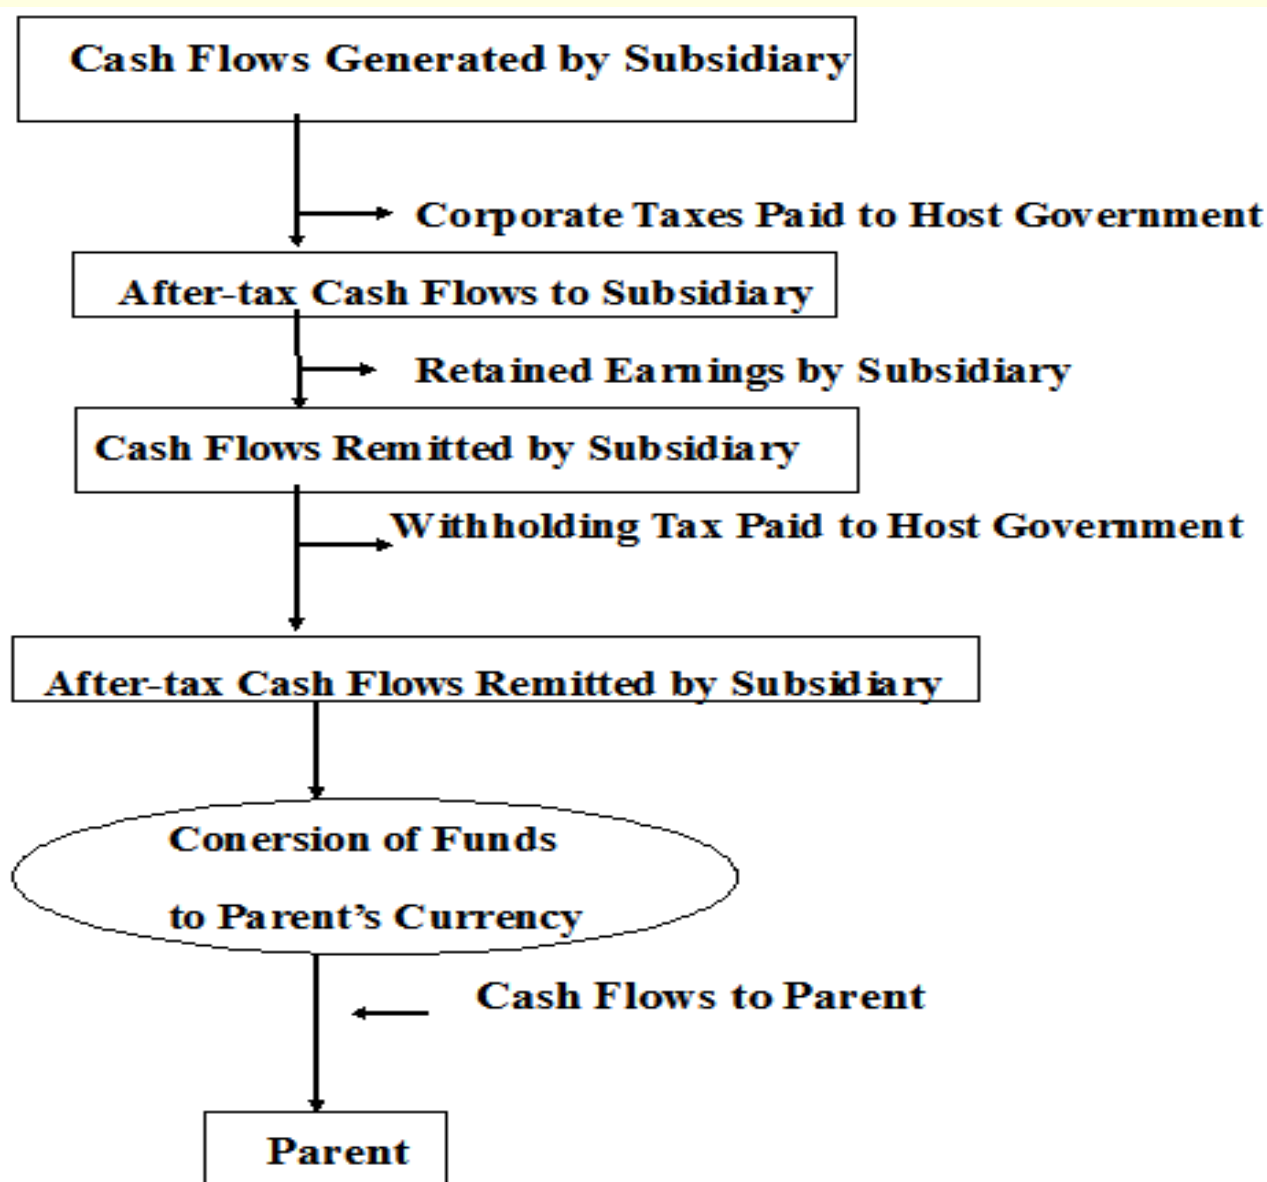 Cash Flows Generated by Subsidiary
Corporate Taxes Paid to Host Government
After-tax Cash Flows to Subsidiary
Retained Earnings by Subsidiary
Cash Flows Remitted by Subsidiary
Withholding Tax Paid to Host Government
After-tax Cash Flows Remitted by Subsidiary
Conersion of Funds
to Parent’s Currency
Cash Flows to Parent
Parent